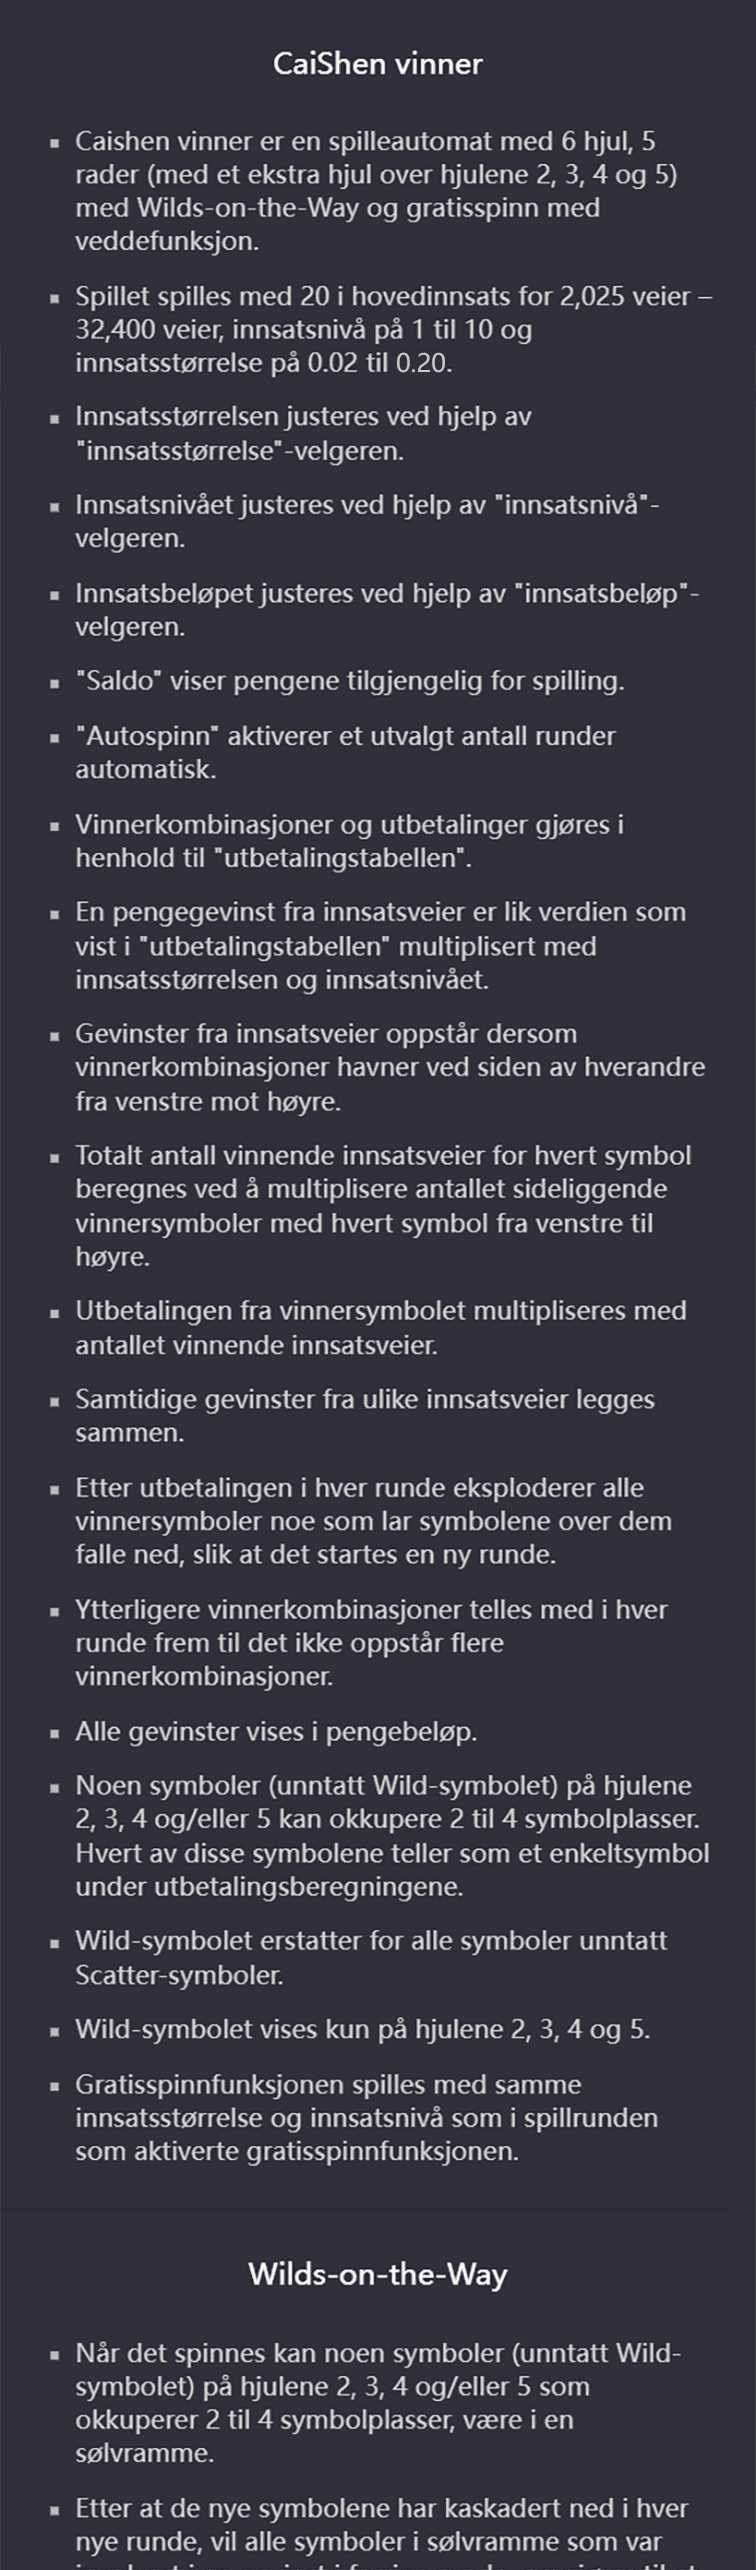 CaiShen vinner
▪ Caishen vinner er en spilleautomat med 6 hjul, 5
rader (med et ekstra hjul over hjulene 2, 3, 4 og 5)
med Wilds-on-the-Way og gratisspinn med
veddefunksjon.
▪ Spillet spilles med 20 i hovedinnsats for 2,025 veier –
32,400 veier, innsatsnivå på 1 til 10 og
innsatsstørrelse på 0.02 til 0.20.
▪ Innsatsstørrelsen justeres ved hjelp av
"innsatsstørrelse"-velgeren.
▪ Innsatsnivået justeres ved hjelp av "innsatsnivå"-
velgeren.
▪ Innsatsbeløpet justeres ved hjelp av "innsatsbeløp"-
velgeren.
▪ "Saldo" viser pengene tilgjengelig for spilling.
▪ "Autospinn" aktiverer et utvalgt antall runder
automatisk.
▪ Vinnerkombinasjoner og utbetalinger gjøres i
henhold til "utbetalingstabellen".
▪ En pengegevinst fra innsatsveier er lik verdien som
vist i "utbetalingstabellen" multiplisert med
innsatsstørrelsen og innsatsnivået.
▪ Gevinster fra innsatsveier oppstår dersom
vinnerkombinasjoner havner ved siden av hverandre
fra venstre mot høyre.
▪ Totalt antall vinnende innsatsveier for hvert symbol
beregnes ved å multiplisere antallet sideliggende
vinnersymboler med hvert symbol fra venstre til
høyre.
▪ Utbetalingen fra vinnersymbolet multipliseres med
antallet vinnende innsatsveier.
▪ Samtidige gevinster fra ulike innsatsveier legges
sammen.
▪ Etter utbetalingen i hver runde eksploderer alle
vinnersymboler noe som lar symbolene over dem
falle ned, slik at det startes en ny runde.
▪ Ytterligere vinnerkombinasjoner telles med i hver
runde frem til det ikke oppstår flere
vinnerkombinasjoner.
▪ Alle gevinster vises i pengebeløp.
▪ Noen symboler (unntatt Wild-symbolet) på hjulene
2, 3, 4 og/eller 5 kan okkupere 2 til 4 symbolplasser.
Hvert av disse symbolene teller som et enkeltsymbol
under utbetalingsberegningene.
▪ Wild-symbolet erstatter for alle symboler unntatt
Scatter-symboler.
▪ Wild-symbolet vises kun på hjulene 2, 3, 4 og 5.
▪ Gratisspinnfunksjonen spilles med samme
innsatsstørrelse og innsatsnivå som i spillrunden
som aktiverte gratisspinnfunksjonen.
Wilds-on-the-Way
▪ Når det spinnes kan noen symboler (unntatt Wild-
symbolet) på hjulene 2, 3, 4 og/eller 5 som
okkuperer 2 til 4 symbolplasser, være i en
sølvramme.
▪ Etter at de nye symbolene har kaskadert ned i hver
nye runde, vil alle symboler i sølvramme som var